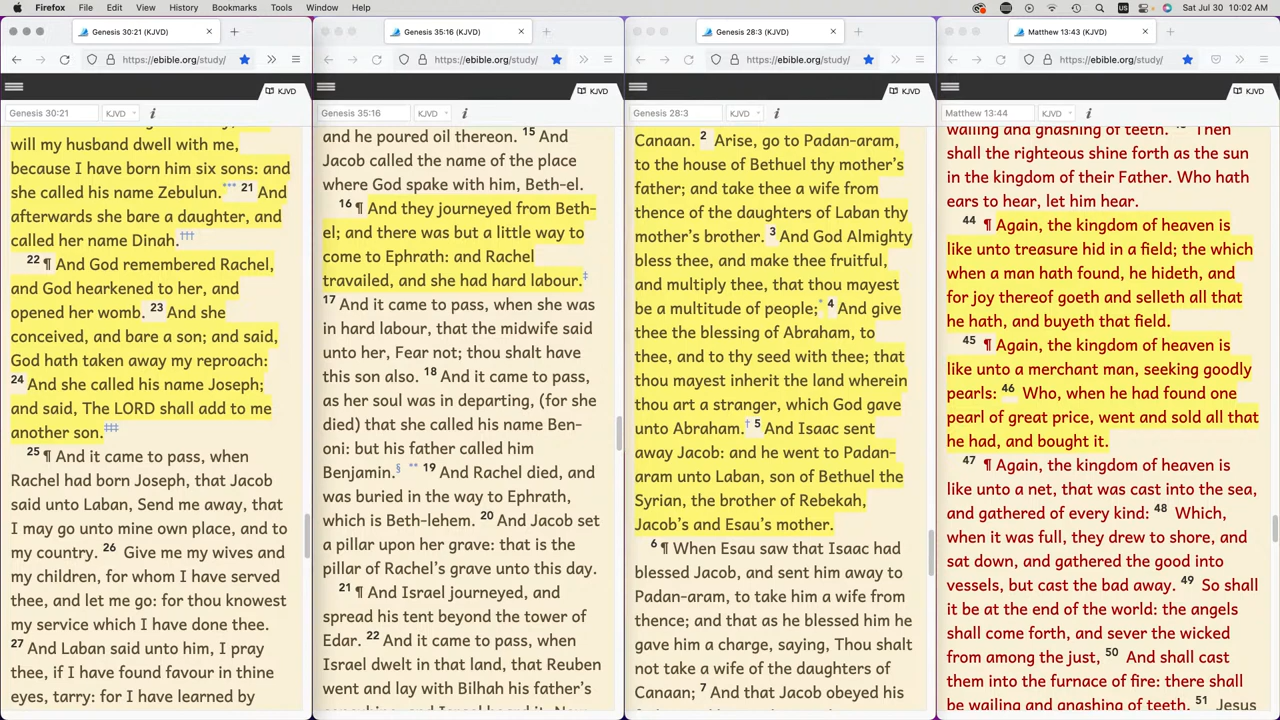 Firefox File Edit View History Bookmarks Tools Window Help
Sat Jul 30 10:02 AM
Genesis 30:21 (KJVD)
https://ebible.org/study/
KJVD
Genesis 30:21 KJVD i
will my husband dwell with me,
because I have born him six sons: and
she called his name Zebulun.** 21 And
afterwards she bare a daughter, and
called her name Dinah.†††
22 ¶ And God remembered Rachel,
and God hearkened to her, and
opened her womb. 23 And she
conceived, and bare a son; and said,
God hath taken away my reproach:
24 And she called his name Joseph;
and said, The LORD shall add to me
another son.‡‡‡
25 ¶ And it came to pass, when
Rachel had born Joseph, that Jacob
said unto Laban, Send me away, that
I may go unto mine own place, and to
my country. 26 Give me my wives and
my children, for whom I have served
thee, and let me go: for thou knowest
my service which I have done thee.
27 And Laban said unto him, I pray
thee, if I have found favour in thine
eyes, tarry: for I have learned by
Genesis 35:16 (KJVD)
https://ebible.org/study/
KJVD
Genesis 35:16 KJVD i
and he poured oil thereon. 15 And
Jacob called the name of the place
where God spake with him, Beth-el.
16 ¶ And they journeyed from Beth-
el; and there was but a little way to
come to Ephrath: and Rachel
travailed, and she had hard labour.‡
17 And it came to pass, when she was
in hard labour, that the midwife said
unto her, Fear not; thou shalt have
this son also. 18 And it came to pass,
as her soul was in departing, (for she
died) that she called his name Ben-
oni: but his father called him
Benjamin.§ ** 19 And Rachel died, and
was buried in the way to Ephrath,
which is Beth-lehem. 20 And Jacob set
a pillar upon her grave: that is the
pillar of Rachel's grave unto this day.
21 ¶ And Israel journeyed, and
spread his tent beyond the tower of
Edar. 22 And it came to pass, when
Israel dwelt in that land, that Reuben
went and lay with Bilhah his father's
Genesis 28:3 (KJVD)
https://ebible.org/study/
KJVD
Genesis 28:3 KJVD i
Canaan. 2 Arise, go to Padan-aram,
to the house of Bethuel thy mother's
father; and take thee a wife from
thence of the daughters of Laban thy
mother's brother. 3 And God Almighty
bless thee, and make thee fruitful,
and multiply thee, that thou mayest
be a multitude of people;* 4 And give
thee the blessing of Abraham, to
thee, and to thy seed with thee; that
thou mayest inherit the land wherein
thou art a stranger, which God gave
unto Abraham.† 5 And Isaac sent
away Jacob: and he went to Padan-
aram unto Laban, son of Bethuel the
Syrian, the brother of Rebekah,
Jacob's and Esau's mother.
6 ¶ When Esau saw that Isaac had
blessed Jacob, and sent him away to
Padan-aram, to take him a wife from
thence; and that as he blessed him he
gave him a charge, saying, Thou shalt
not take a wife of the daughters of
Canaan; 7 And that Jacob obeyed his
Matthew 13:43 (KJVD)
https://ebible.org/study/
KJVD
Matthew 13:44 KJVD i
wailing and gnashing of teeth. Then
shall the righteous shine forth as the sun
in the kingdom of their Father. Who hath
ears to hear, let him hear.
44 ¶ Again, the kingdom of heaven is
like unto treasure hid in a field; the which
when a man hath found, he hideth, and
for joy thereof goeth and selleth all that
he hath, and buyeth that field.
45 ¶ Again, the kingdom of heaven is
like unto a merchant man, seeking goodly
pearls: 46 Who, when he had found one
pearl of great price, went and sold all that
he had, and bought it.
47 ¶ Again, the kingdom of heaven is
like unto a net, that was cast into the sea,
and gathered of every kind: 48 Which,
when it was full, they drew to shore, and
sat down, and gathered the good into
vessels, but cast the bad away. 49 So shall
it be at the end of the world: the angels
shall come forth, and sever the wicked
from among the just, 50 And shall cast
them into the furnace of fire: there shall
be wailing and gnashing of teeth. 51 Jesus